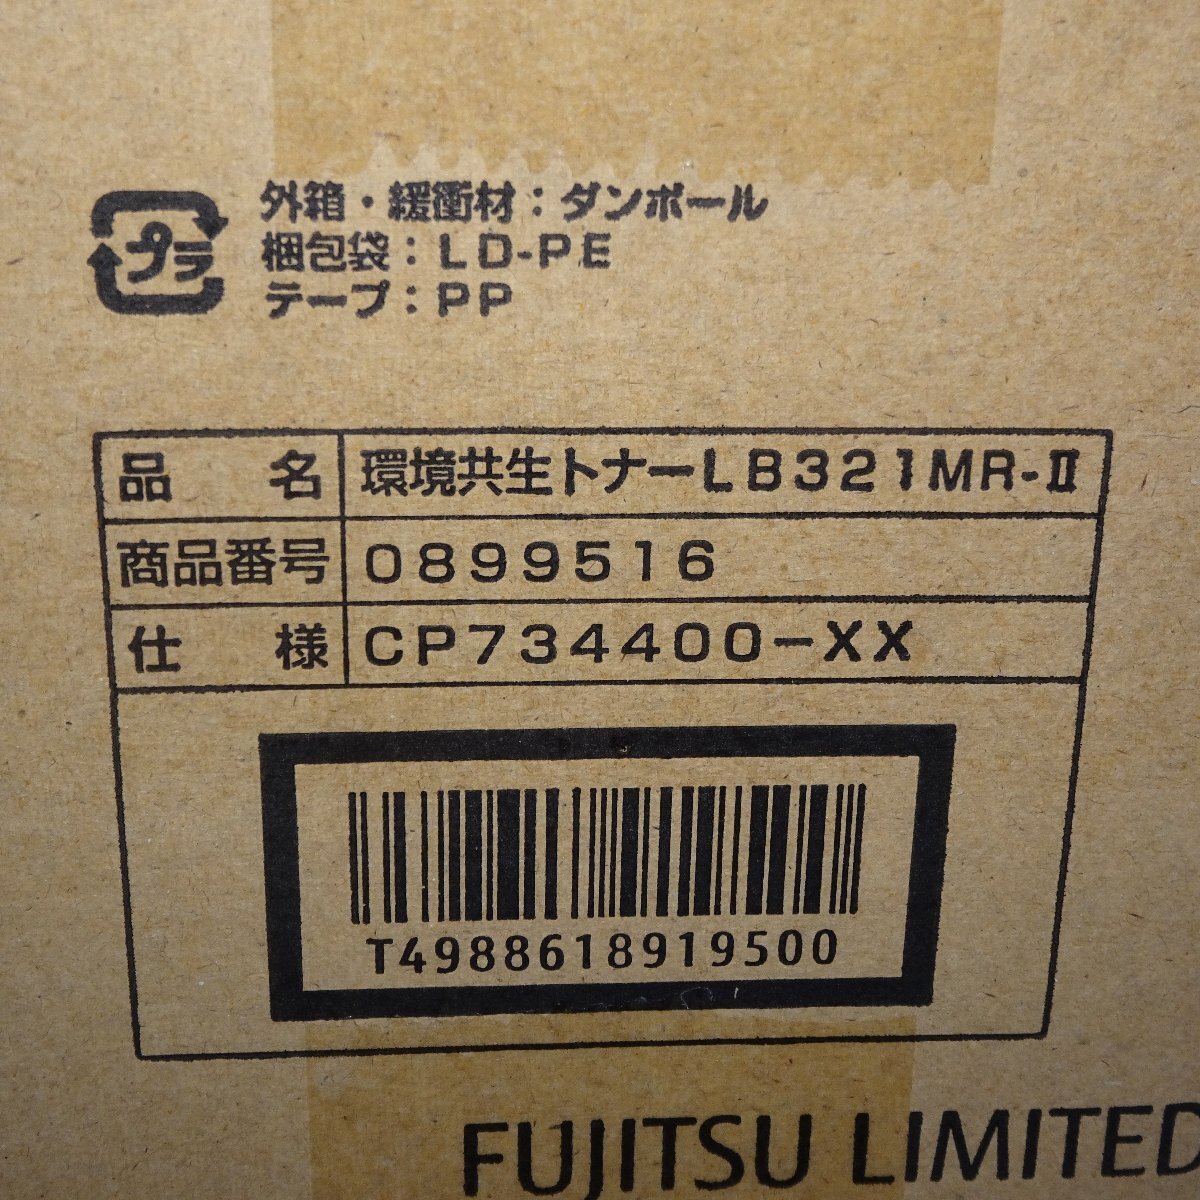 プラ
外箱・緩衝材：ダンボール
梱包袋：LD-PE
テープ：PP
品名 環境共生トナーLB321MR-Ⅱ
商品番号 0899516
仕様 CP734400-XX
T4988618919500
FUJITSU LIMITED